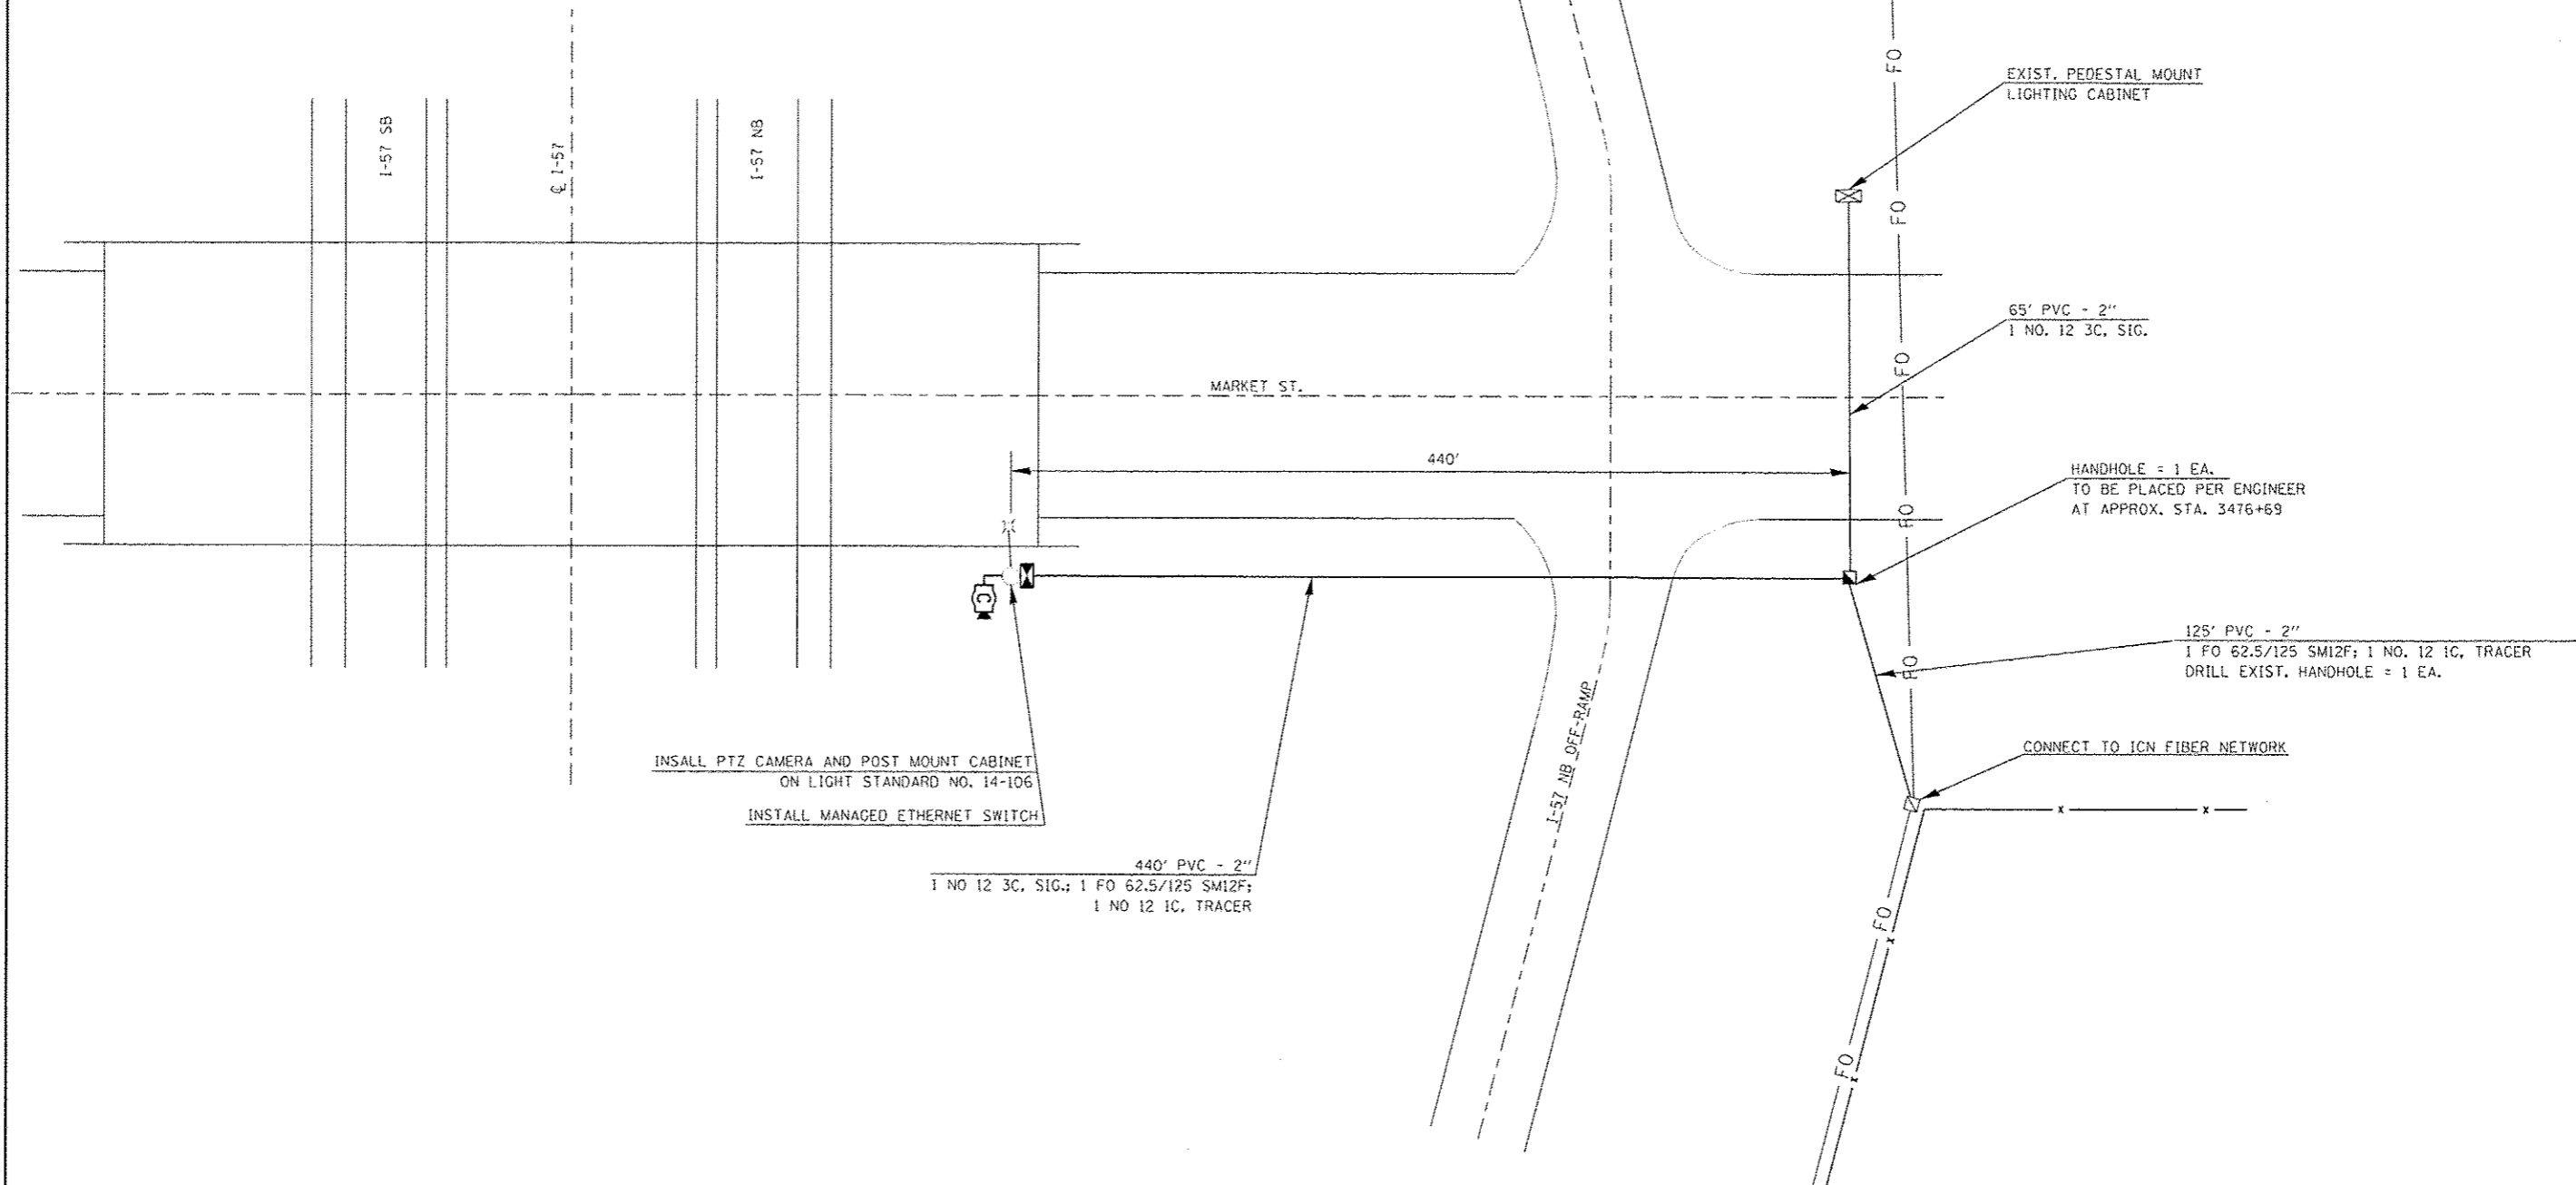 EXIST. PEDESTAL MOUNT
LIGHTING CABINET
I-57 SB
℄ I-57
I-57 NB
FO
FO
65' PVC - 2"
1 NO. 12 3C, SIG.
FO
MARKET ST.
440'
HANDHOLE = 1 EA.
TO BE PLACED PER ENGINEER
AT APPROX. STA. 3476+69
FO
C
125' PVC - 2"
1 FO 62.5/125 SM12F; 1 NO. 12 1C, TRACER
DRILL EXIST. HANDHOLE = 1 EA.
FO
I-57 NB OFF-RAMP
CONNECT TO ICN FIBER NETWORK
INSALL PTZ CAMERA AND POST MOUNT CABINET
ON LIGHT STANDARD NO. 14-106
INSTALL MANAGED ETHERNET SWITCH
440' PVC - 2"
1 NO 12 3C, SIG.; 1 FO 62.5/125 SM12F;
1 NO 12 1C, TRACER
FO
FO